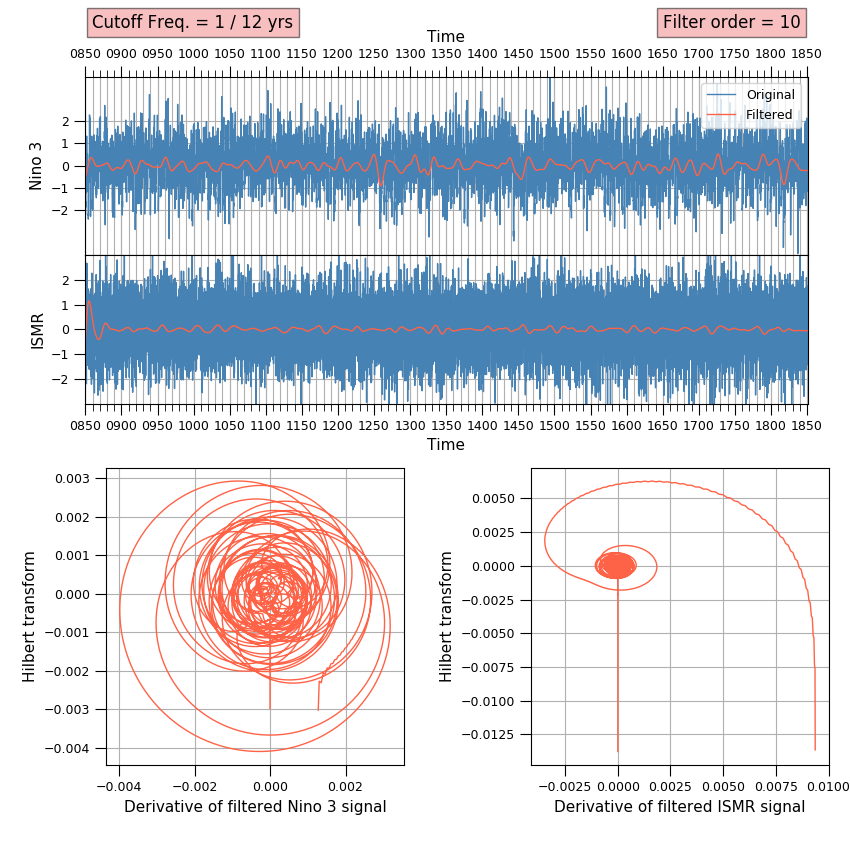 Cutoff Freq. = 1 / 12 yrs
Filter order = 10
Time
0850 0900 0950 1000 1050 1100 1150 1200 1250 1300 1350 1400 1450 1500 1550 1600 1650 1700 1750 1800 1850
Original
Filtered
Nino 3
2
1
0
−1
−2
ISMR
2
1
0
−1
−2
0850 0900 0950 1000 1050 1100 1150 1200 1250 1300 1350 1400 1450 1500 1550 1600 1650 1700 1750 1800 1850
Time
Hilbert transform
0.003
0.002
0.001
0.000
−0.001
−0.002
−0.003
−0.004
−0.004 −0.002 0.000 0.002
Derivative of filtered Nino 3 signal
Hilbert transform
0.0050
0.0025
0.0000
−0.0025
−0.0050
−0.0075
−0.0100
−0.0125
−0.0025 0.0000 0.0025 0.0050 0.0075 0.0100
Derivative of filtered ISMR signal